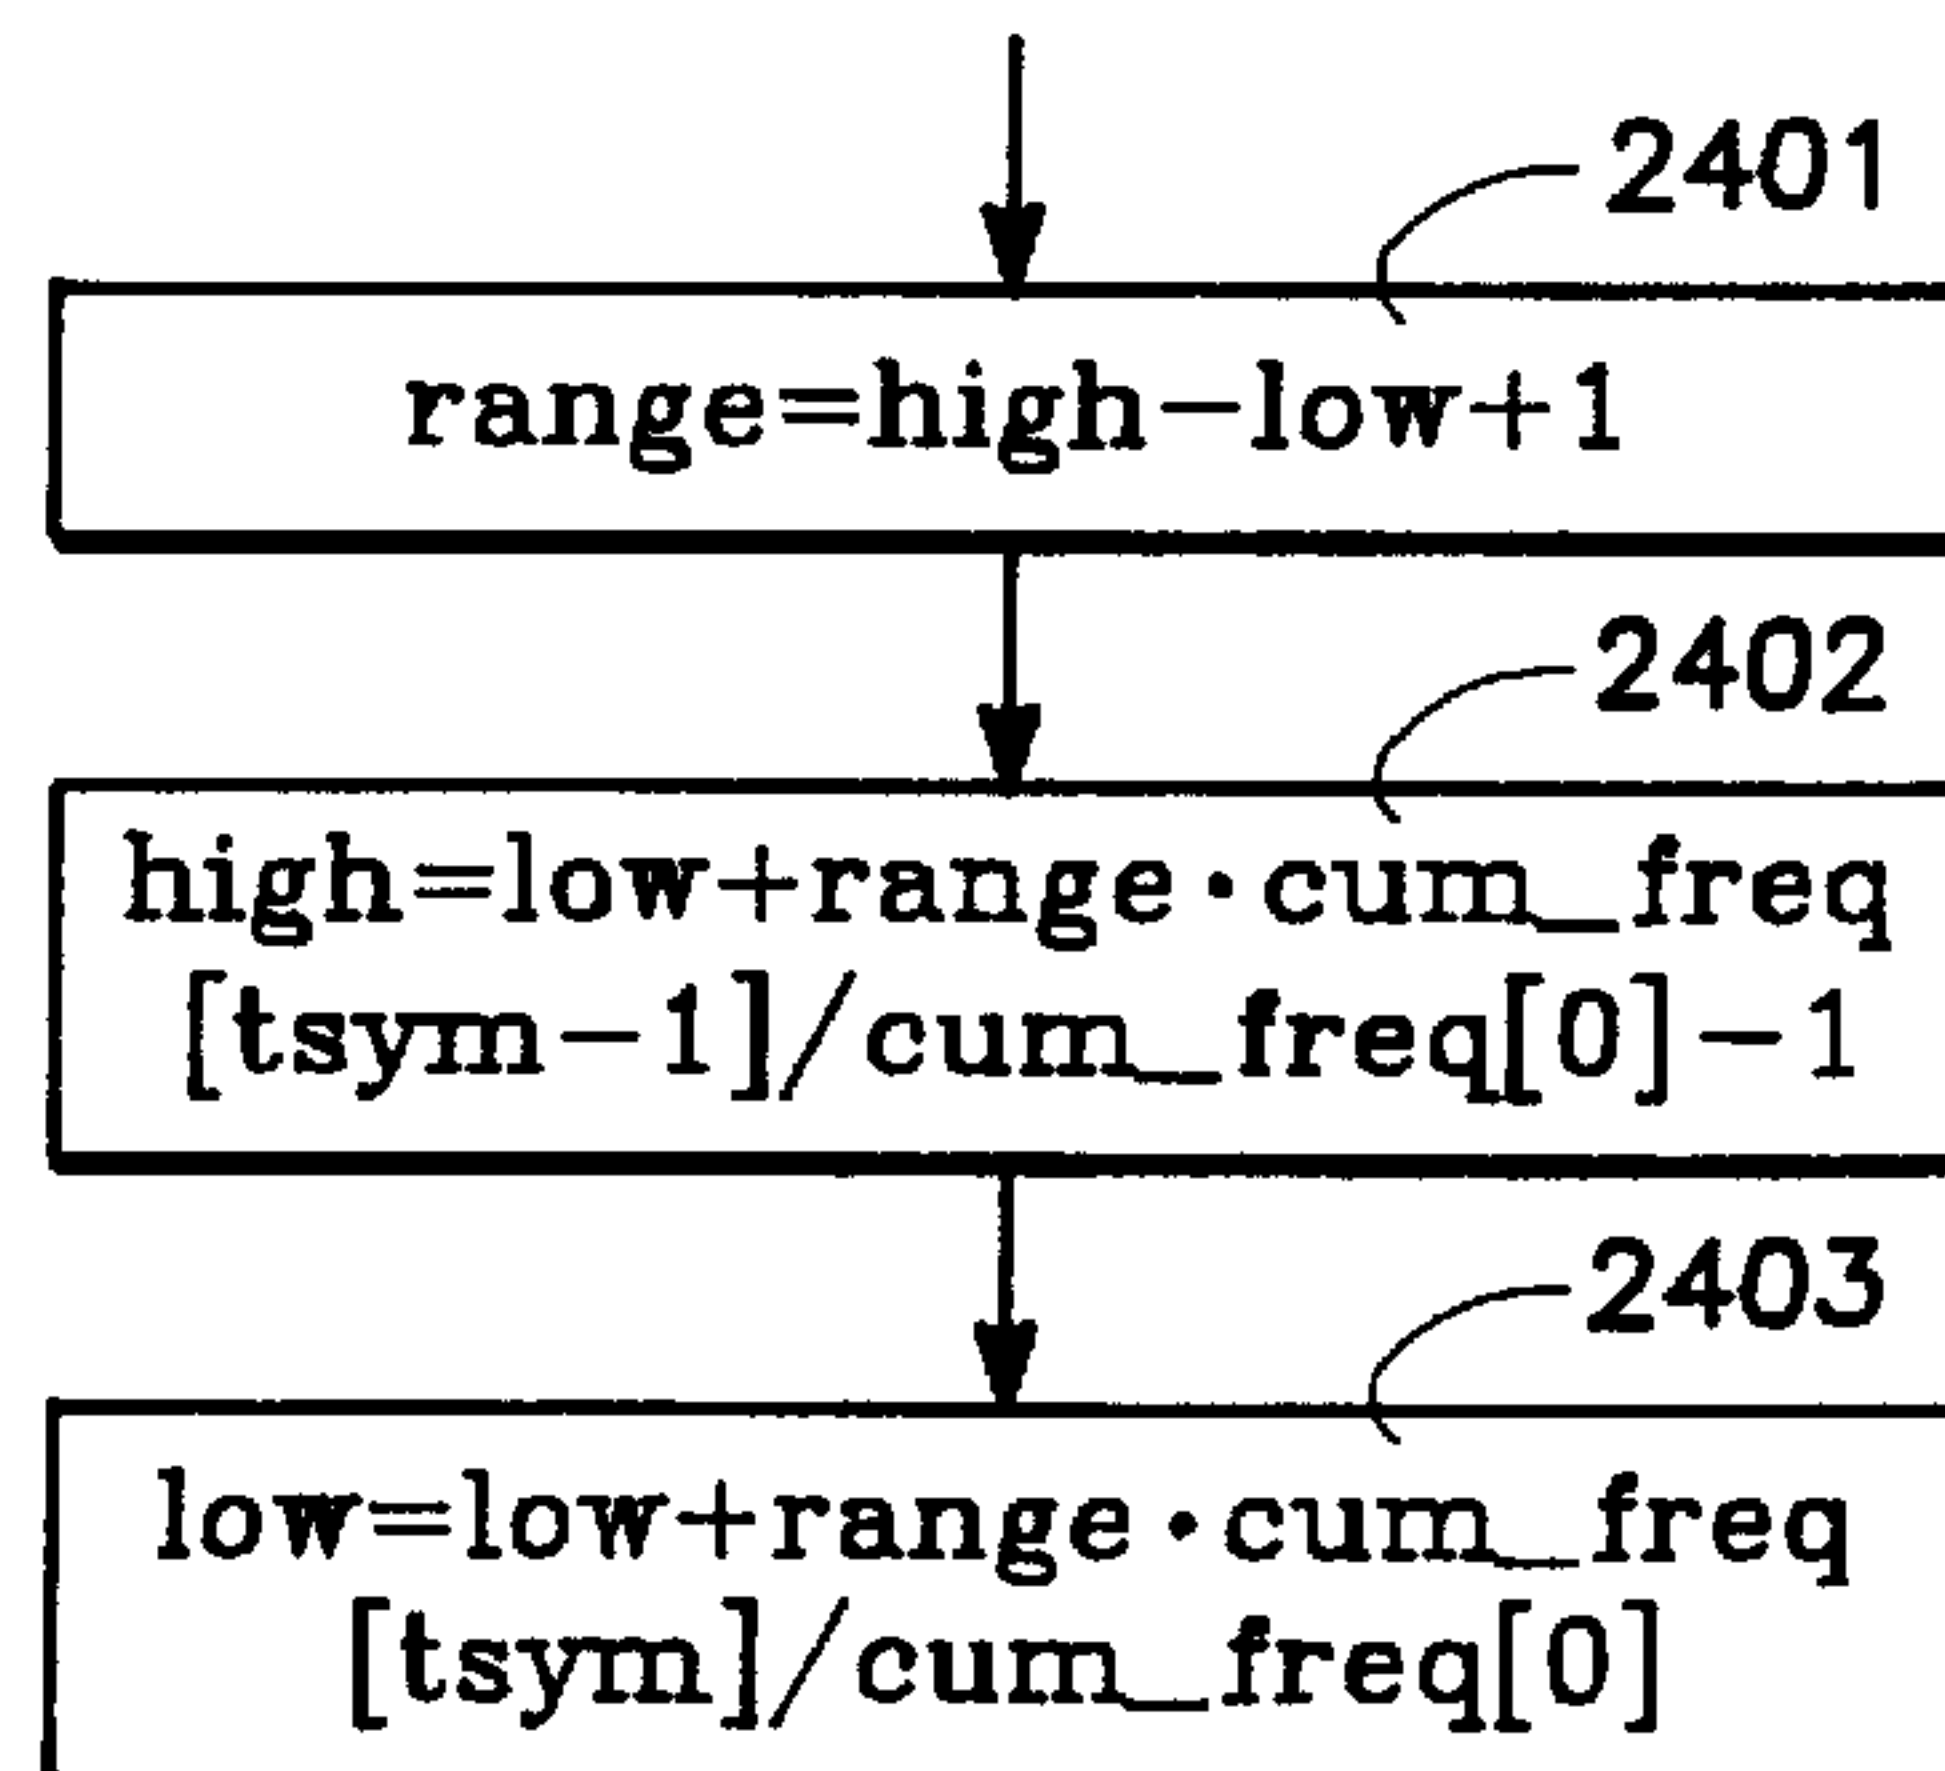 2401
range=high−low+1
2402
high=low+range·cum_freq
[tsym−1]/cum_freq[0]−1
2403
low=low+range·cum_freq
[tsym]/cum_freq[0]